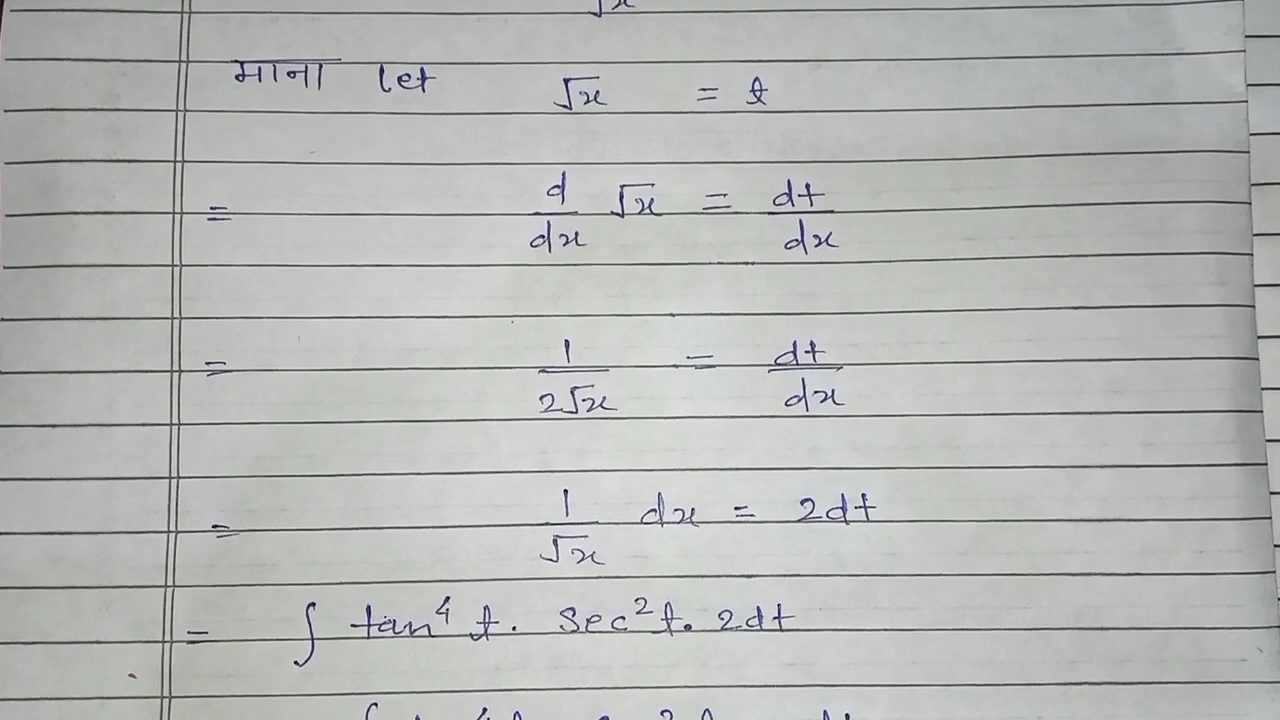 √x
माना let √x = t
= d/dx √x = dt/dx
= 1/2√x = dt/dx
= 1/√x dx = 2dt
= ∫ tan⁴ t. sec² t. 2dt